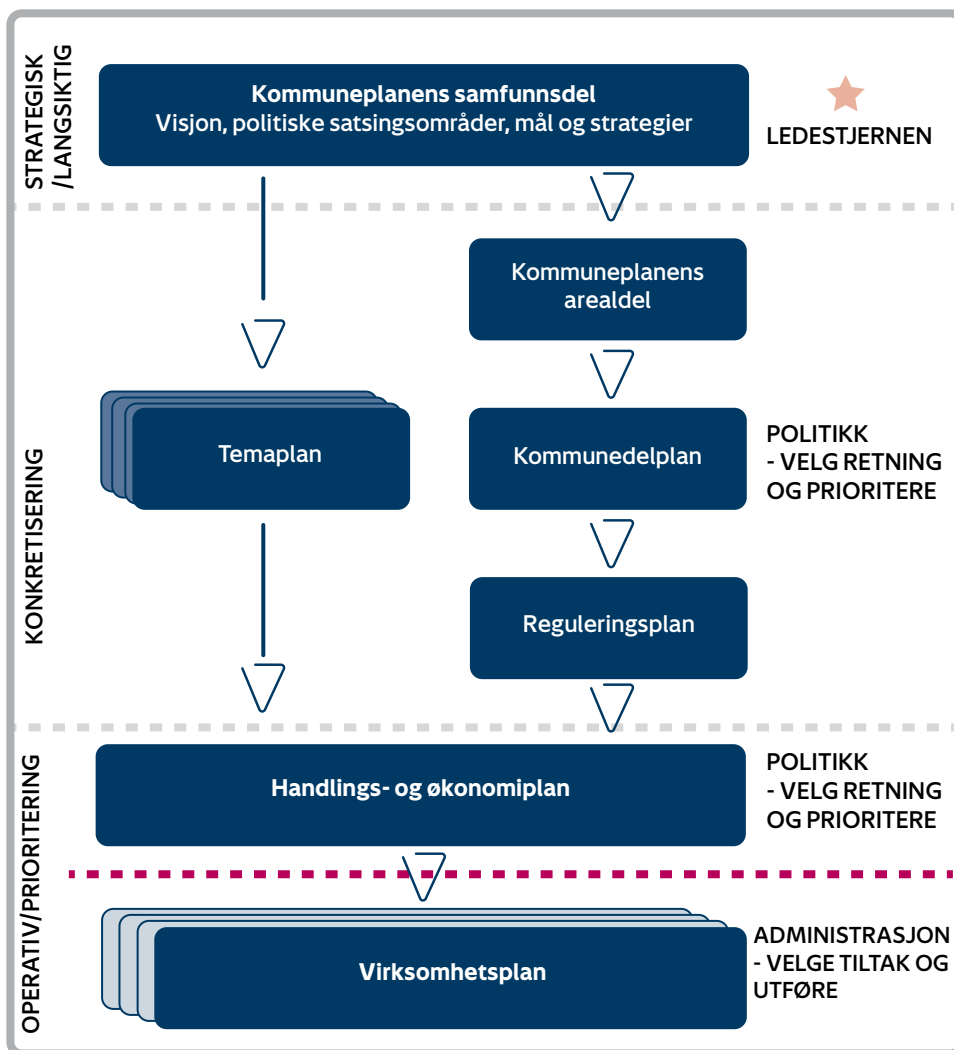 STRATEGISK
/LANGSIKTIG
Kommuneplanens samfunnsdel
Visjon, politiske satsingsområder, mål og strategier
LEDESTJERNEN
KONKRETISERING
Kommuneplanens
arealdel
Temaplan
Kommunedelplan
POLITIKK
- VELG RETNING
OG PRIORITERE
Reguleringsplan
OPERATIV/PRIORITERING
Handlings- og økonomiplan
POLITIKK
- VELG RETNING
OG PRIORITERE
Virksomhetsplan
ADMINISTRASJON
- VELGE TILTAK OG
UTFØRE